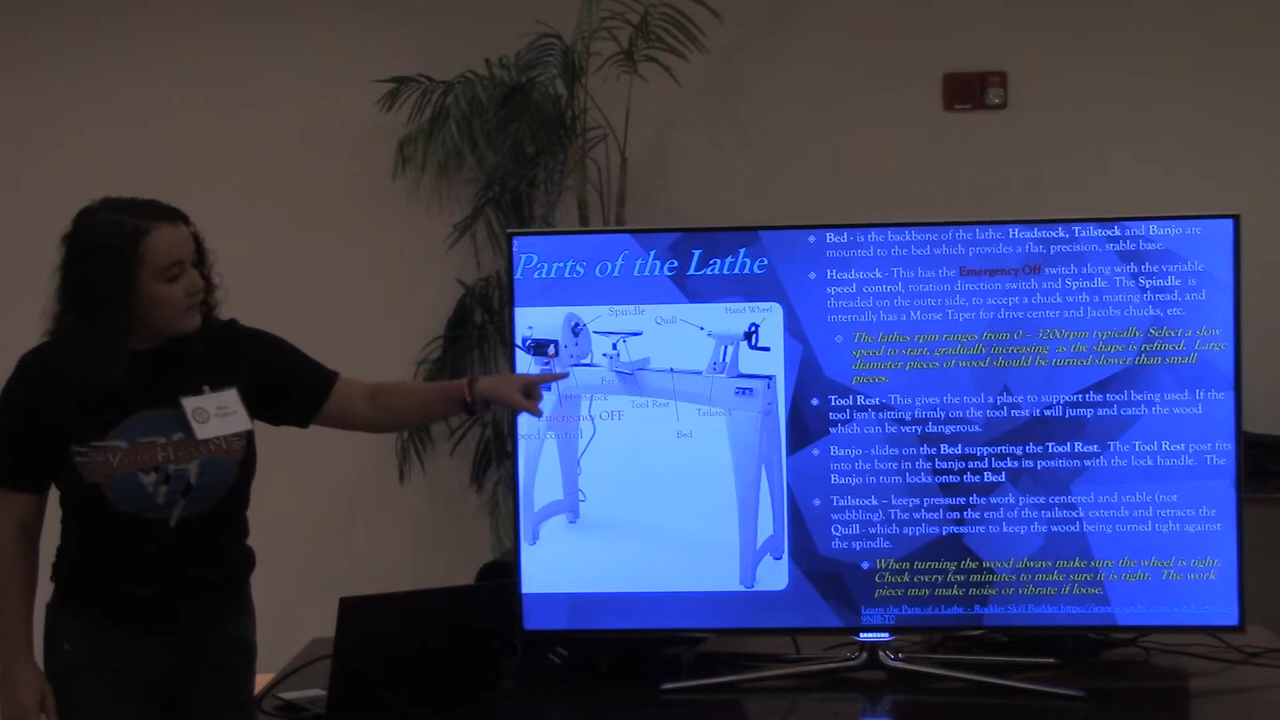 2
Parts of the Lathe
Spindle
Quill
Hand Wheel
Headstock
Tool Rest
Tailstock
Emergency OFF
peed control
Bed
Bed - is the backbone of the lathe. Headstock, Tailstock and Banjo are
mounted to the bed which provides a flat, precision, stable base.
Headstock - This has the Emergency Off switch along with the variable
speed control, rotation direction switch and Spindle. The Spindle is
threaded on the outer side, to accept a chuck with a mating thread, and
internally has a Morse Taper for drive center and Jacobs chucks, etc.
The lathes rpm ranges from 0 – 3200rpm typically. Select a slow
speed to start, gradually increasing as the shape is refined. Large
diameter pieces of wood should be turned slower than small
pieces.
Tool Rest - This gives the tool a place to support the tool being used. If the
tool isn't sitting firmly on the tool rest it will jump and catch the wood
which can be very dangerous.
Banjo - slides on the Bed supporting the Tool Rest. The Tool Rest post fits
into the bore in the banjo and locks its position with the lock handle. The
Banjo in turn locks onto the Bed
Tailstock – keeps pressure the work piece centered and stable (not
wobbling). The wheel on the end of the tailstock extends and retracts the
Quill - which applies pressure to keep the wood being turned tight against
the spindle.
When turning the wood always make sure the wheel is tight.
Check every few minutes to make sure it is tight. The work
piece may make noise or vibrate if loose.
Learn the Parts of a Lathe – Rockler Skill Builder
SAMSUNG
VAN HALEN
JET